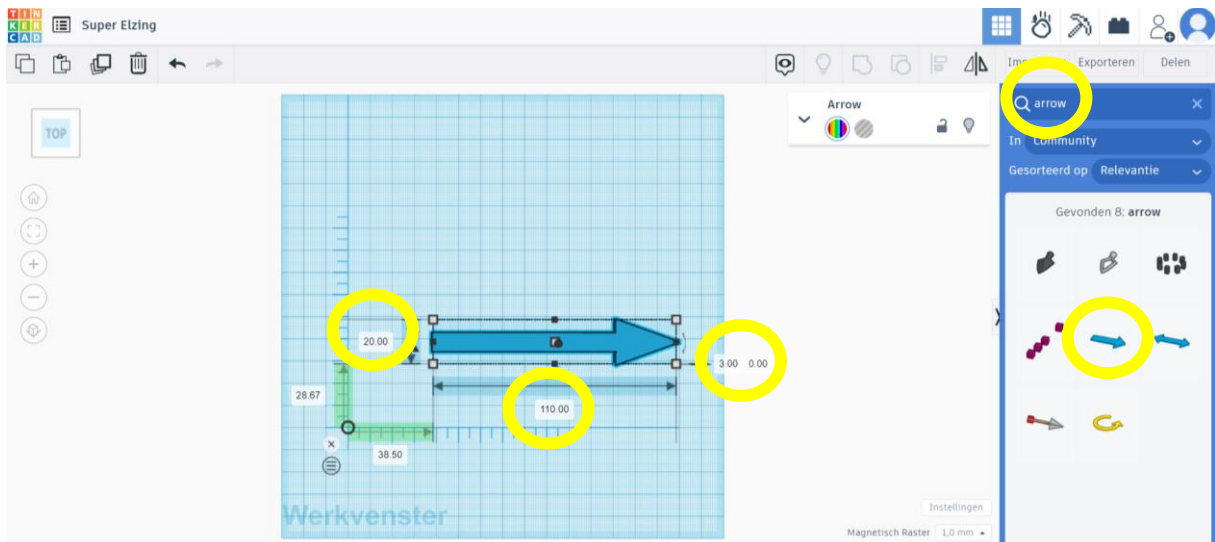 TIN
KER
CAD
Super Elzing
Exporteren
Delen
TOP
Arrow
arrow
In Community
Gesorteerd op Relevantie
Gevonden 8: arrow
20.00
3.00 0.00
28.67
110.00
38.50
Werkvenster
Instellingen
Magnetisch Raster 1,0 mm